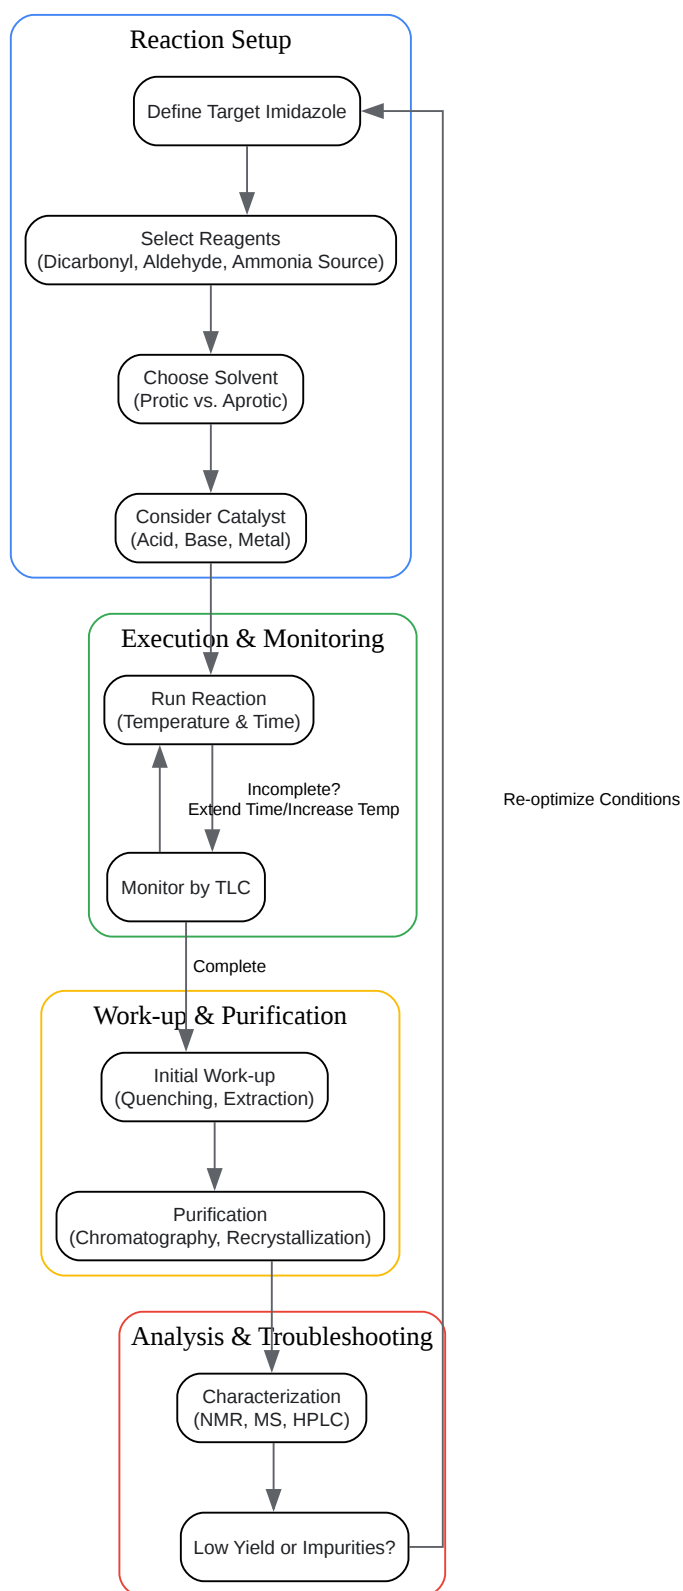 Reaction Setup
Define Target Imidazole
Select Reagents
(Dicarbonyl, Aldehyde, Ammonia Source)
Choose Solvent
(Protic vs. Aprotic)
Consider Catalyst
(Acid, Base, Metal)
Execution & Monitoring
Run Reaction
(Temperature & Time)
Incomplete?
Extend Time/Increase Temp
Re-optimize Conditions
Monitor by TLC
Complete
Work-up & Purification
Initial Work-up
(Quenching, Extraction)
Purification
(Chromatography, Recrystallization)
Analysis & Troubleshooting
Characterization
(NMR, MS, HPLC)
Low Yield or Impurities?